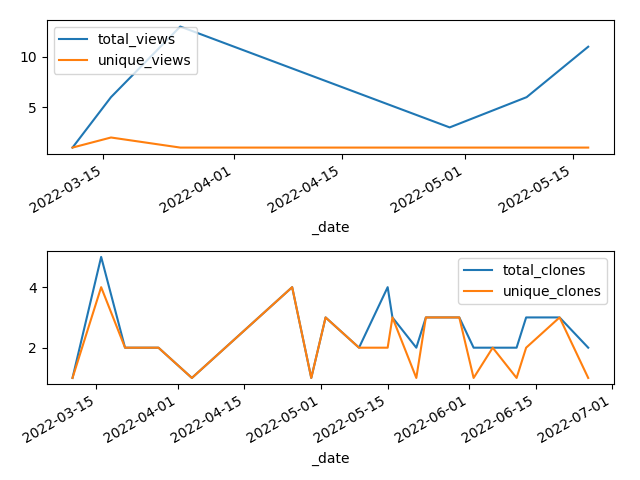 total_views
unique_views
10
5
2022-03-15
2022-04-01
2022-04-15
2022-05-01
2022-05-15
_date
total_clones
unique_clones
4
2
2022-03-15
2022-04-01
2022-04-15
2022-05-01
2022-05-15
2022-06-01
2022-06-15
2022-07-01
_date